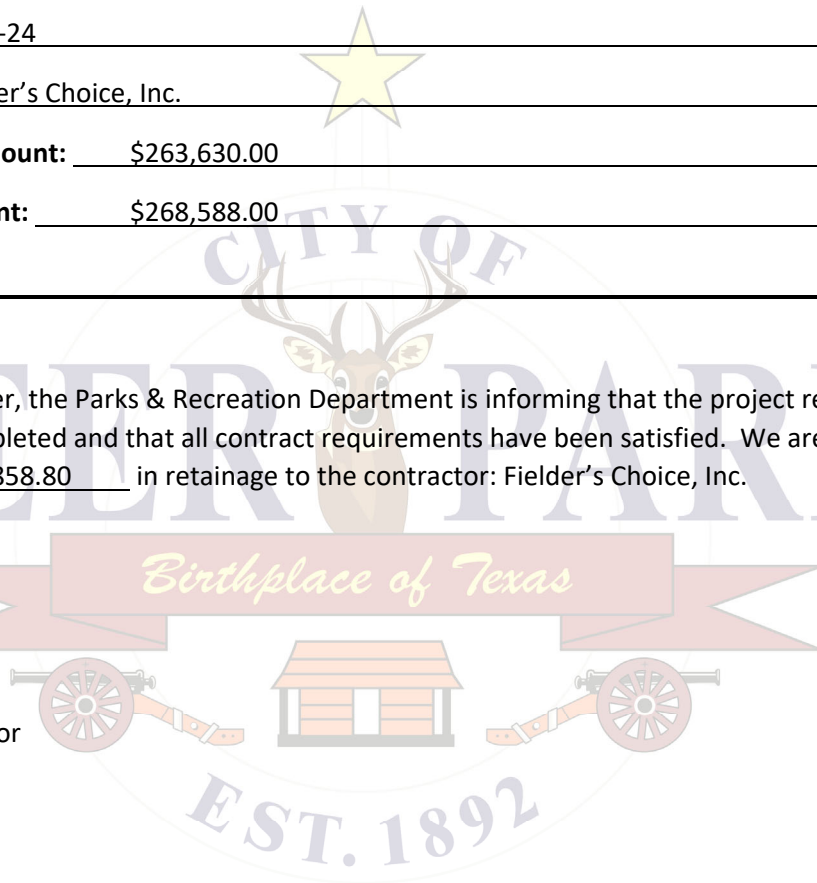 -24
er’s Choice, Inc.
ount: $263,630.00
nt: $268,588.00
CITY OF
EER PAR
er, the Parks & Recreation Department is informing that the project re
pleted and that all contract requirements have been satisfied. We are
858.80 in retainage to the contractor: Fielder’s Choice, Inc.
Birthplace of Texas
or
EST. 1892